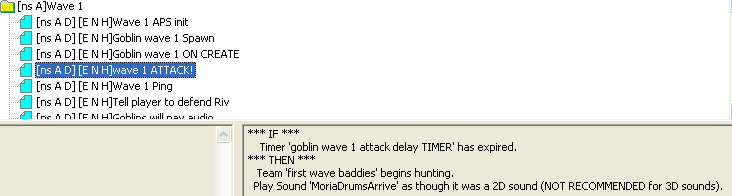 [ns A]Wave 1
[ns A D] [E N H]Wave 1 APS init
[ns A D] [E N H]Goblin wave 1 Spawn
[ns A D] [E N H]Goblin wave 1 ON CREATE
[ns A D] [E N H]wave 1 ATTACK!
[ns A D] [E N H]Wave 1 Ping
[ns A D] [E N H]Tell player to defend Riv
[ns A D] [E N H]Goblins will pay audio
*** IF ***
Timer 'goblin wave 1 attack delay TIMER' has expired.
*** THEN ***
Team 'first wave baddies' begins hunting.
Play Sound 'MoriaDrumsArrive' as though it was a 2D sound (NOT RECOMMENDED for 3D sounds).